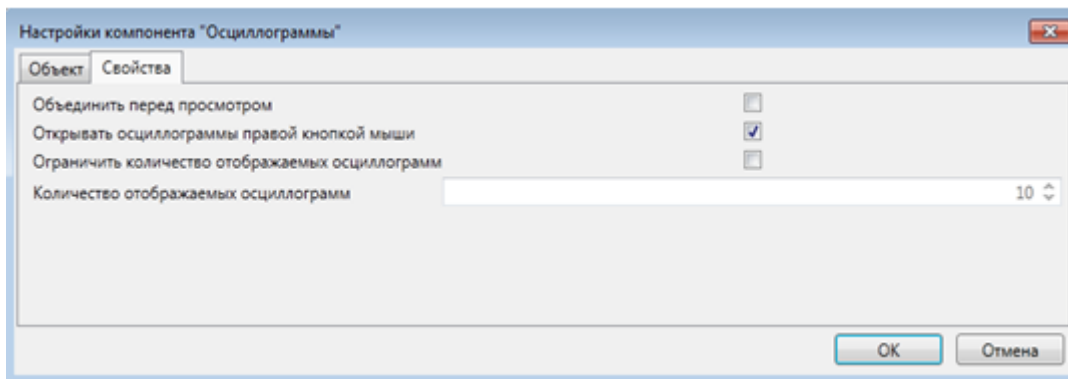 Настройки компонента "Осциллограммы"
Объект Свойства
Объединить перед просмотром
Открывать осциллограммы правой кнопкой мыши
Ограничить количество отображаемых осциллограмм
Количество отображаемых осциллограмм 10
OK Отмена